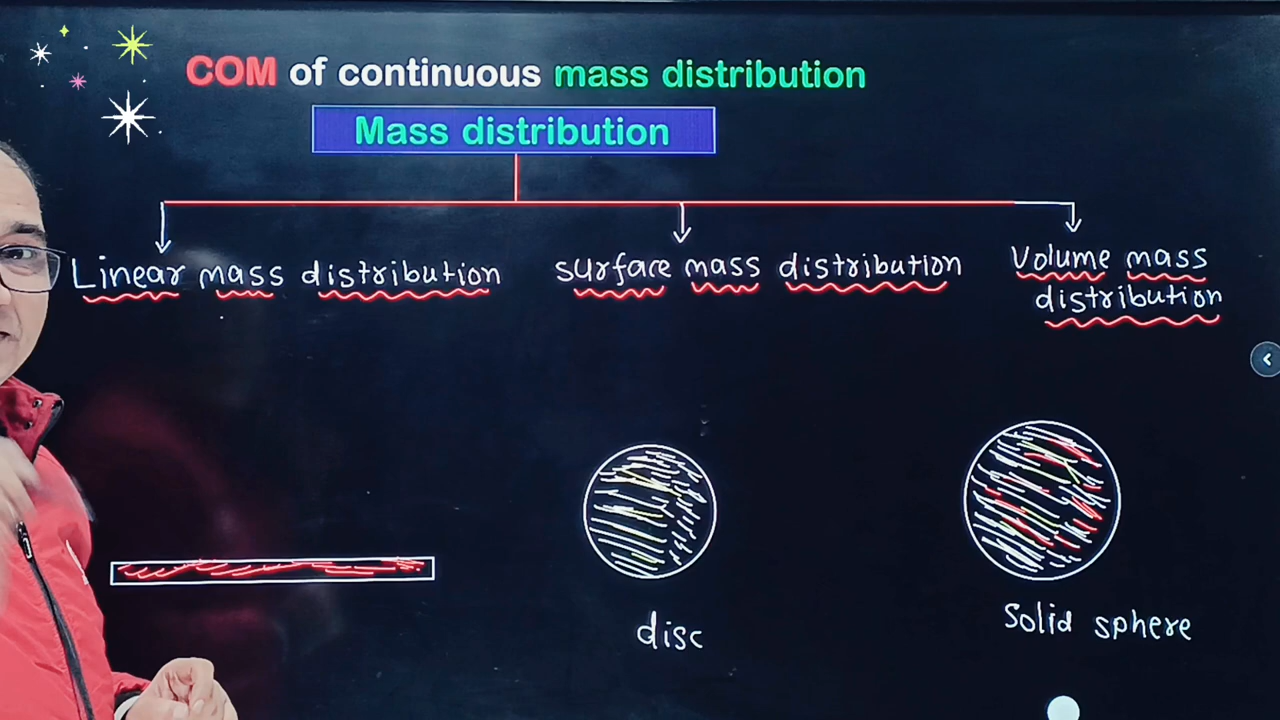 COM of continuous mass distribution
Mass distribution
Linear mass distribution
surface mass distribution
Volume mass
distribution
disc
Solid sphere